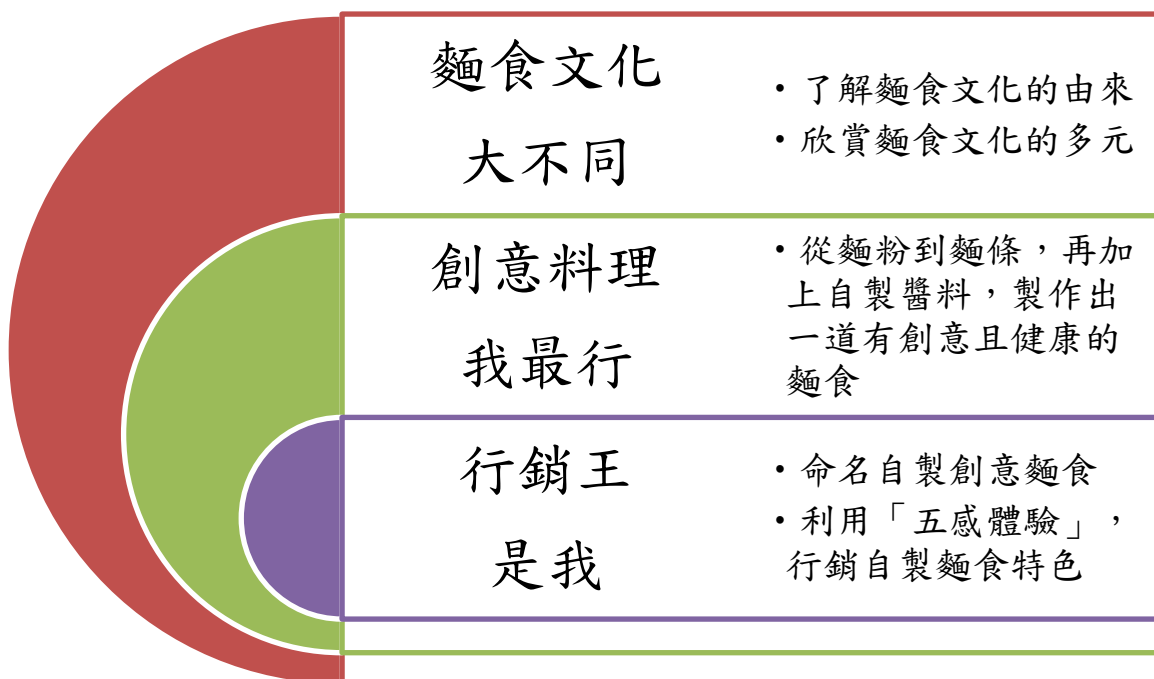 麵食文化
大不同
・了解麵食文化的由來
・欣賞麵食文化的多元
創意料理
我最行
・從麵粉到麵條，再加
上自製醬料，製作出
一道有創意且健康的
麵食
行銷王
是我
・命名自製創意麵食
・利用「五感體驗」，
行銷自製麵食特色